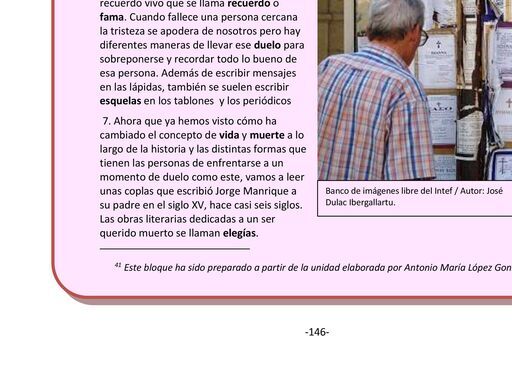 recuerdo vivo que se llama recuerdo o
fama. Cuando fallece una persona cercana
la tristeza se apodera de nosotros pero hay
diferentes maneras de llevar ese duelo para
sobreponerse y recordar todo lo bueno de
esa persona. Además de escribir mensajes
en las lápidas, también se suelen escribir
esquelas en los tablones  y los periódicos
7. Ahora que ya hemos visto cómo ha
cambiado el concepto de vida y muerte a lo
largo de la historia y las distintas formas que
tienen las personas de enfrentarse a un
momento de duelo como este, vamos a leer
unas coplas que escribió Jorge Manrique a
su padre en el siglo XV, hace casi seis siglos.
Las obras literarias dedicadas a un ser
querido muerto se llaman elegías.
Banco de imágenes libre del Intef / Autor: José
Dulac Ibergallartu.
41 Este bloque ha sido preparado a partir de la unidad elaborada por Antonio María López Gon
-146-